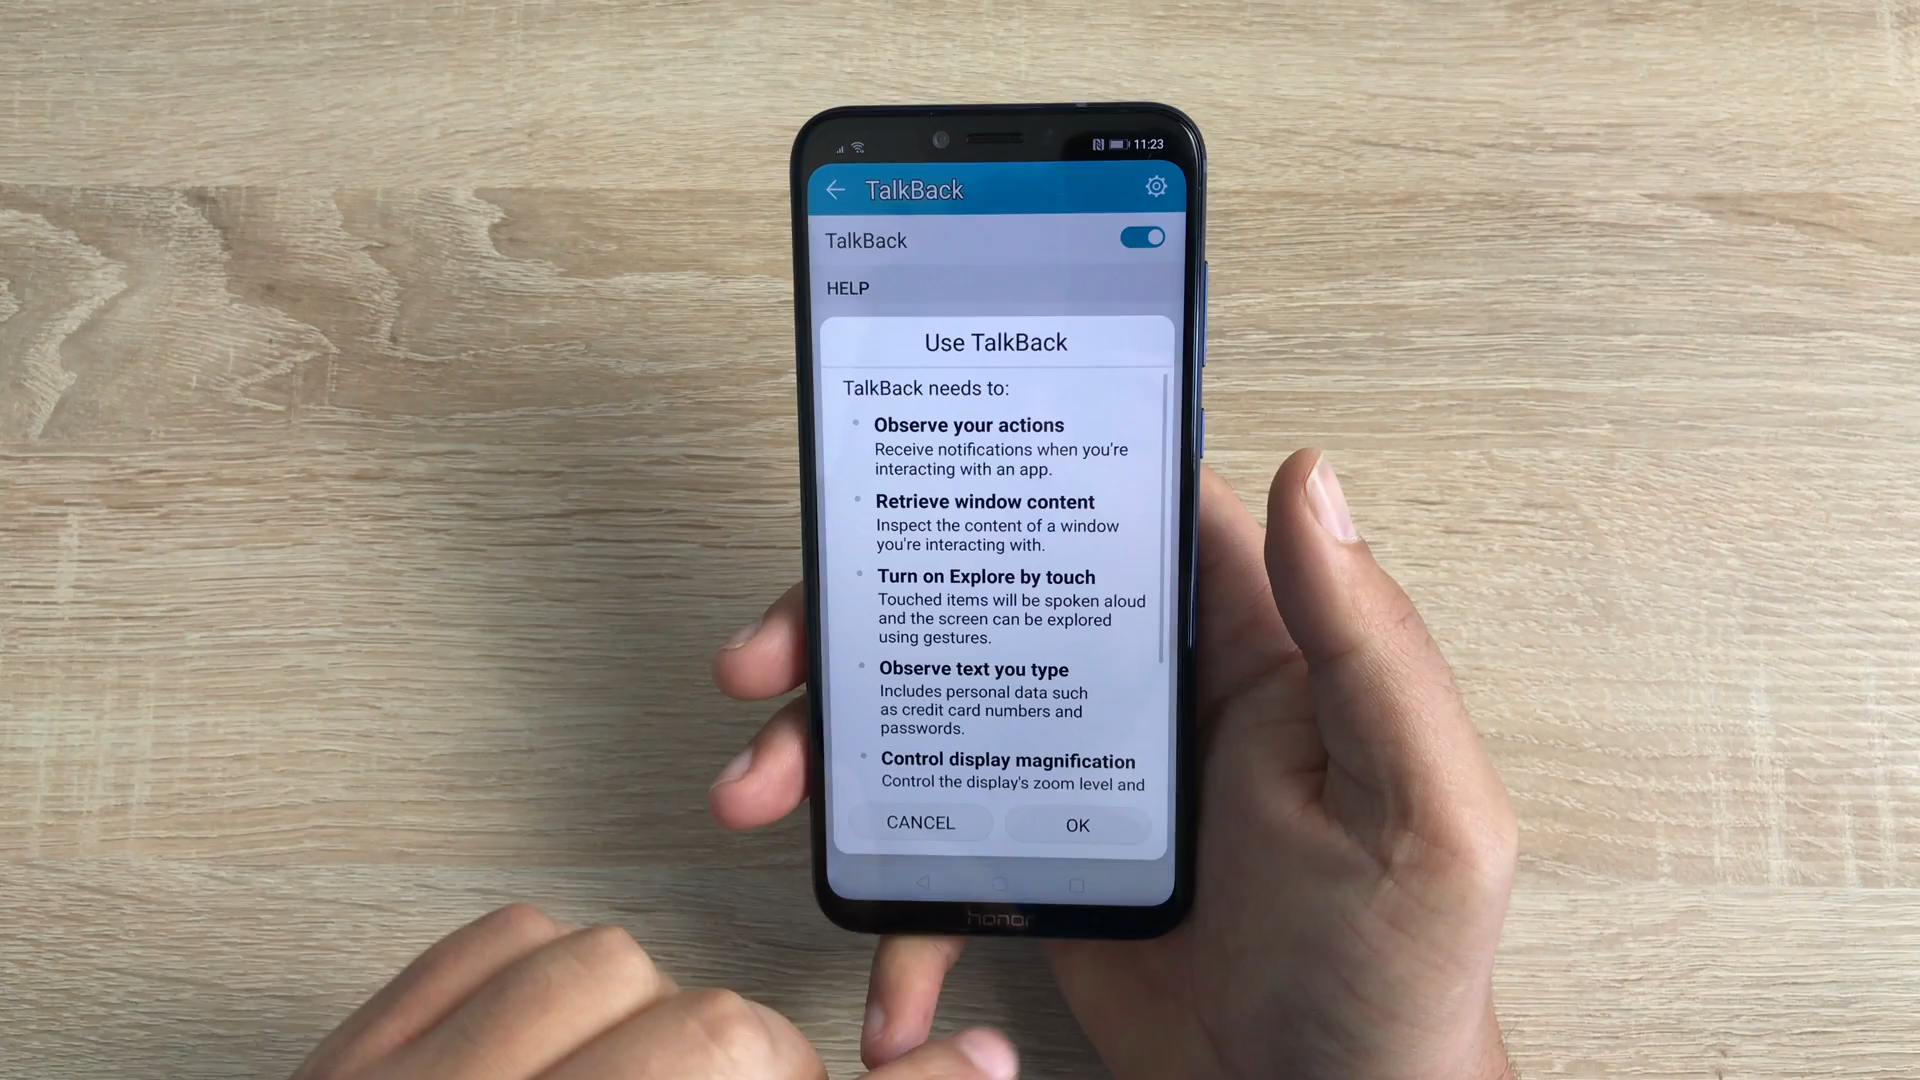 11:23
TalkBack
TalkBack
HELP
Use TalkBack
TalkBack needs to:
Observe your actions
Receive notifications when you're
interacting with an app.
Retrieve window content
Inspect the content of a window
you're interacting with.
Turn on Explore by touch
Touched items will be spoken aloud
and the screen can be explored
using gestures.
Observe text you type
Includes personal data such
as credit card numbers and
passwords.
Control display magnification
Control the display's zoom level and
CANCEL
OK
honor